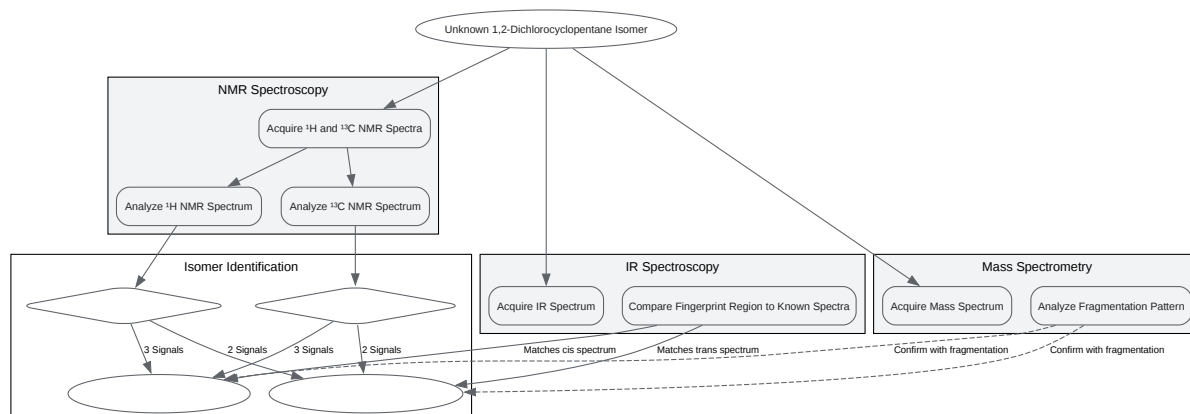 Unknown 1,2-Dichlorocyclopentane Isomer
NMR Spectroscopy
Acquire ¹H and ¹³C NMR Spectra
Analyze ¹H NMR Spectrum
Analyze ¹³C NMR Spectrum
Isomer Identification
IR Spectroscopy
Mass Spectrometry
Acquire IR Spectrum
Compare Fingerprint Region to Known Spectra
Acquire Mass Spectrum
Analyze Fragmentation Pattern
3 Signals
2 Signals
3 Signals
2 Signals
Matches cis spectrum
Matches trans spectrum
Confirm with fragmentation
Confirm with fragmentation